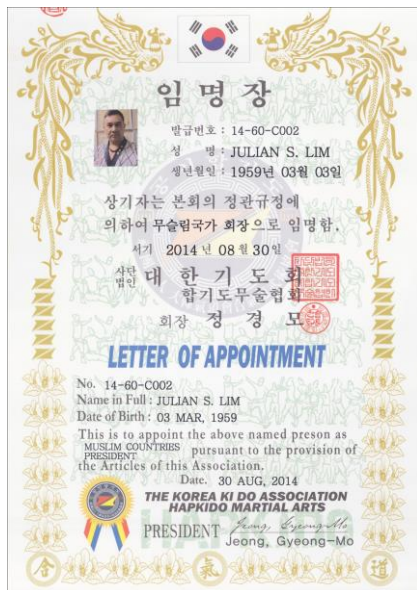 임명장
발급번호 : 14-60-C002
성 명 : JULIAN S. LIM
생년월일 : 1959년 03월 03일
상기자는 본회의 정관규정에
의하여 무슬림국가 회장으로 임명함.
서기 2014 년 08 월 30 일
사단법인 대한기도회
합기도무술협회
회장 정경모
LETTER OF APPOINTMENT
No. 14-60-C002
Name in Full : JULIAN S. LIM
Date of Birth : 03 MAR, 1959
This is to appoint the above named preson as
MUSLIM COUNTRIES PRESIDENT pursuant to the provision of
the Articles of this Association.
Date. 30 AUG, 2014
THE KOREA KI DO ASSOCIATION
HAPKIDO MARTIAL ARTS
PRESIDENT Jeong, Gyeong-Mo
Jeong, Gyeong-Mo
合 氣 道